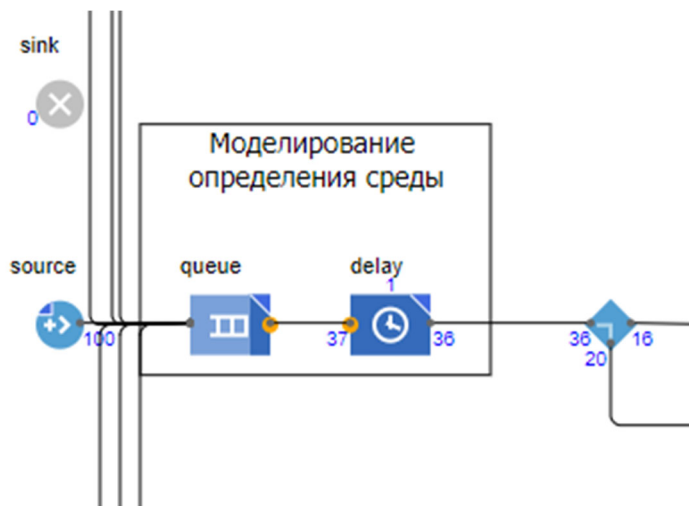 sink
0
Моделирование
определения среды
source
queue
delay
1
100
37
36
36
16
20